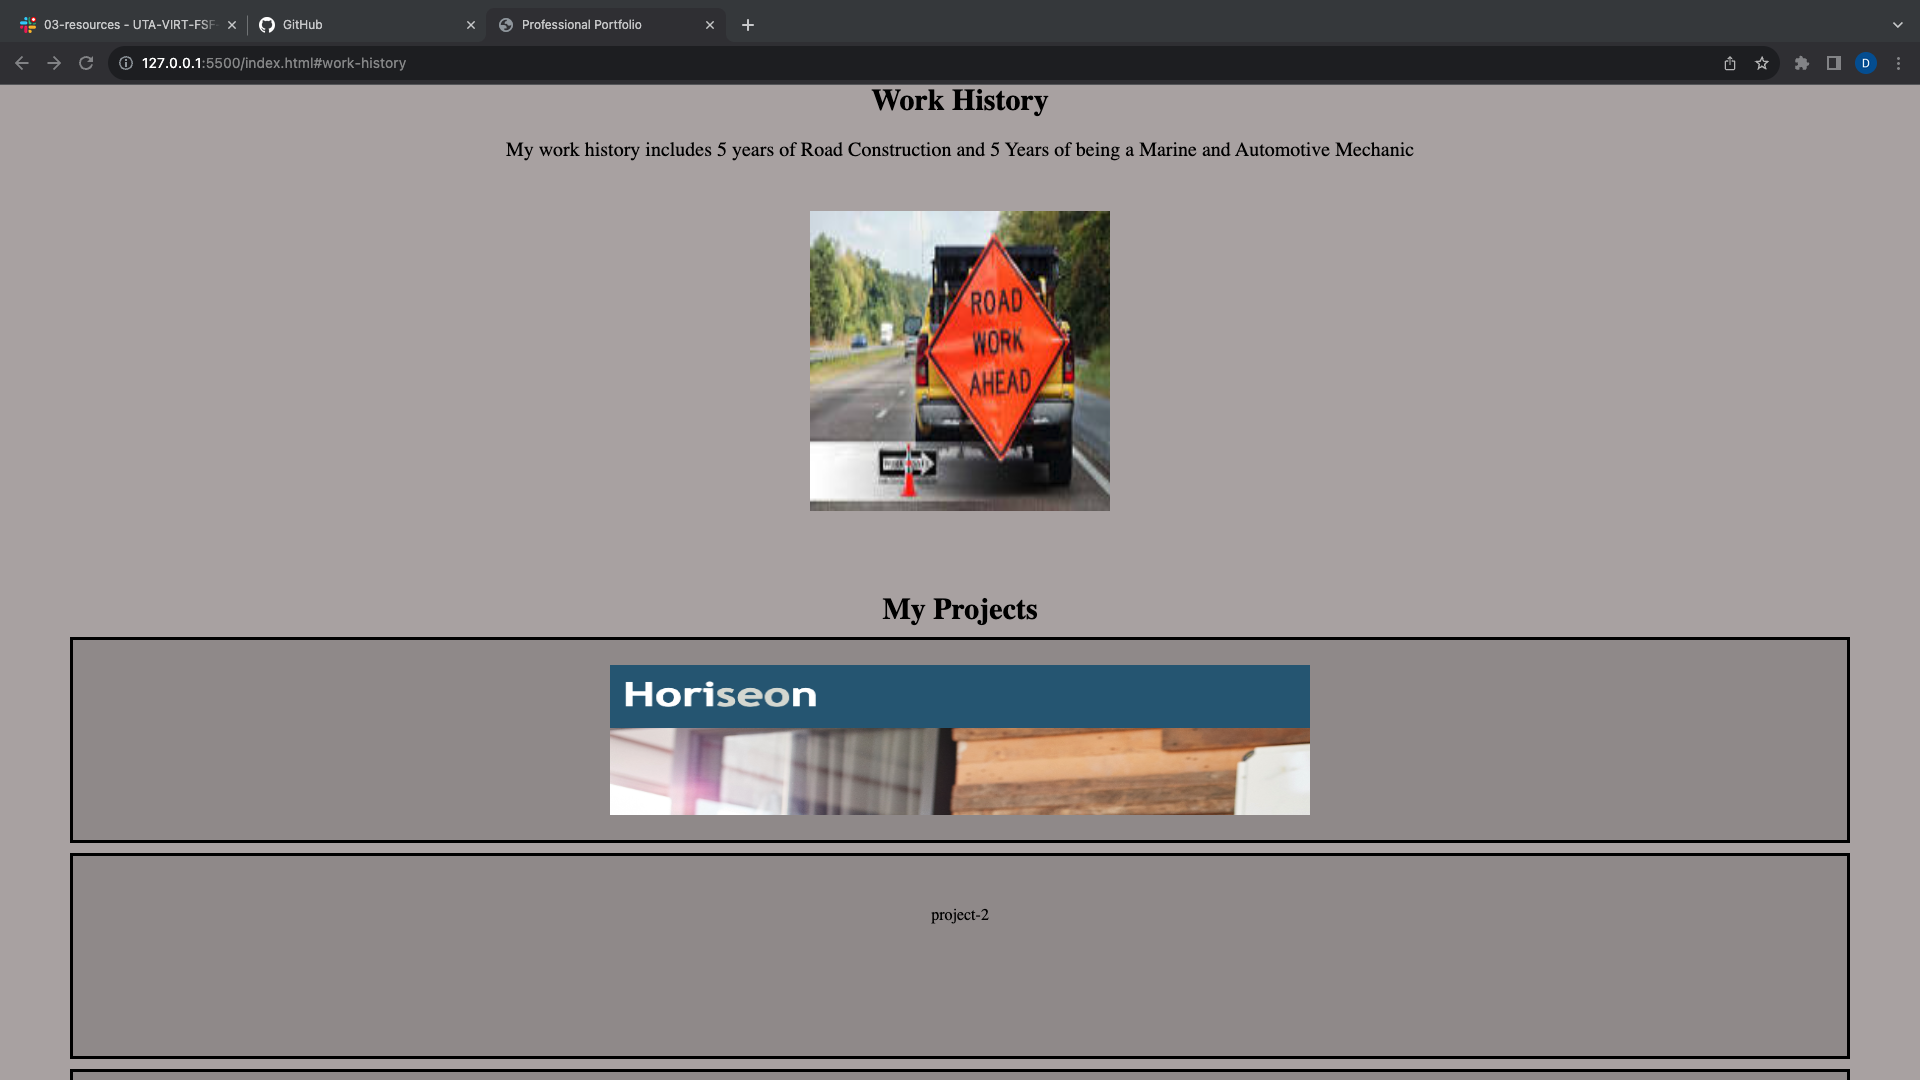 03-resources - UTA-VIRT-FSF
GitHub
Professional Portfolio
127.0.0.1:5500/index.html#work-history
D
Work History
My work history includes 5 years of Road Construction and 5 Years of being a Marine and Automotive Mechanic
ROAD
WORK
AHEAD
My Projects
Horiseon
project-2